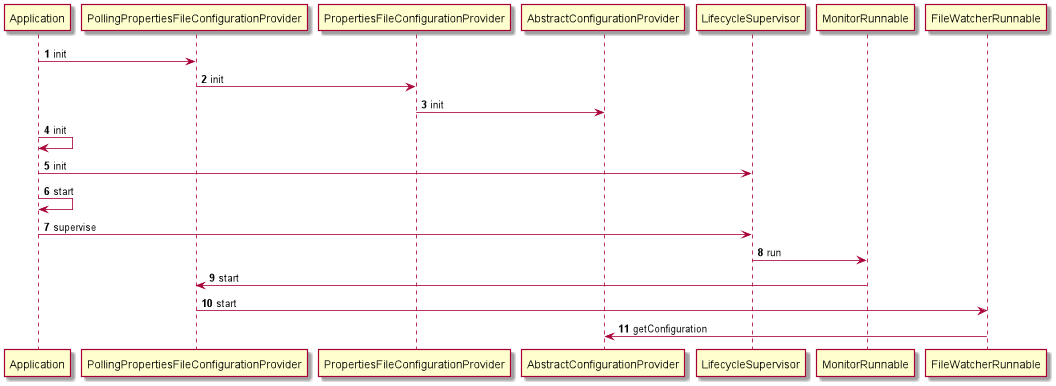 Application PollingPropertiesFileConfigurationProvider PropertiesFileConfigurationProvider AbstractConfigurationProvider LifecycleSupervisor MonitorRunnable FileWatcherRunnable
1 init
2 init
3 init
4 init
5 init
6 start
7 supervise
8 run
9 start
10 start
11 getConfiguration
Application PollingPropertiesFileConfigurationProvider PropertiesFileConfigurationProvider AbstractConfigurationProvider LifecycleSupervisor MonitorRunnable FileWatcherRunnable